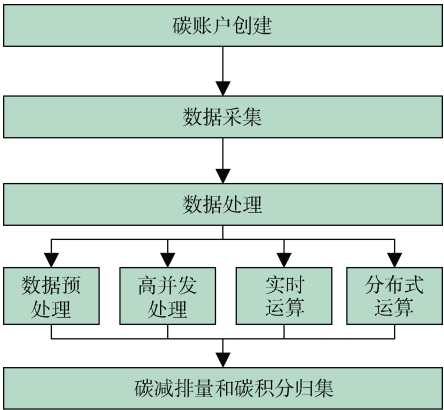 碳账户创建
数据采集
数据处理
数据预
处理
高并发
处理
实时
运算
分布式
运算
碳减排量和碳积分归集